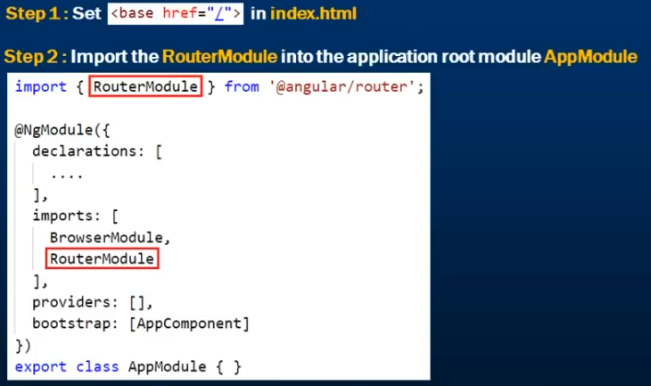 Step 1 : Set <base href="/"> in index.html
Step 2 : Import the RouterModule into the application root module AppModule
import { RouterModule } from '@angular/router';
@NgModule({
declarations: [
....
],
imports: [
BrowserModule,
RouterModule
],
providers: [],
bootstrap: [AppComponent]
})
export class AppModule { }